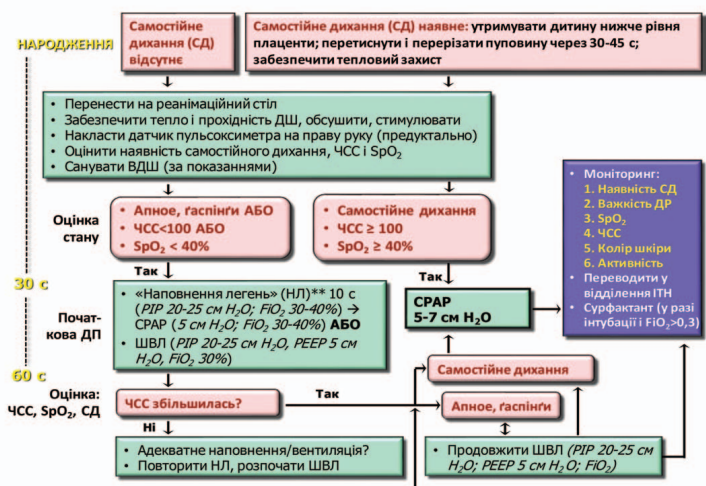 НАРОДЖЕННЯ
Самостійне
дихання (СД)
відсутнє
Самостійне дихання (СД) наявне: утримувати дитину нижче рівня
плаценти; перетиснути і перерізати пуповину через 30-45 с;
забезпечити тепловий захист
• Перенести на реанімаційний стіл
• Забезпечити тепло і прохідність ДШ, обсушити, стимулювати
• Накласти датчик пульсоксиметра на праву руку (предуктально)
• Оцінити наявність самостійного дихання, ЧСС і SpO₂
• Санувати ВДШ (за показаннями)
Оцінка
стану
• Апное, ґаспінґи АБО
• ЧСС<100 АБО
• SpO₂ < 40%
• Самостійне дихання
• ЧСС ≥ 100
• SpO₂ ≥ 40%
• Моніторинг:
1. Наявність СД
2. Важкість ДР
3. SpO₂
4. ЧСС
5. Колір шкіри
6. Активність
• Переводити у
відділення ІТН
• Сурфактант (у разі
інтубації і FiO₂>0,3)
Так
Так
30 с
Почат-
кова ДП
• «Наповнення легень» (НЛ)** 10 с
(PIP 20-25 см H₂O; FiO₂ 30-40%) →
CPAP (5 см H₂O; FiO₂ 30-40%) АБО
• ШВЛ (PIP 20-25 см H₂O, PEEP 5 см
H₂O, FiO₂ 30%)
CPAP
5-7 см H₂O
60 с
Оцінка:
ЧСС, SpO₂, СД
ЧСС збільшилась?
Так
Самостійне дихання
Апное, ґаспінґи
Ні
• Адекватне наповнення/вентиляція?
• Повторити НЛ, розпочати ШВЛ
• Продовжити ШВЛ (PIP 20-25 см
H₂O; PEEP 5 см H₂O; FiO₂)